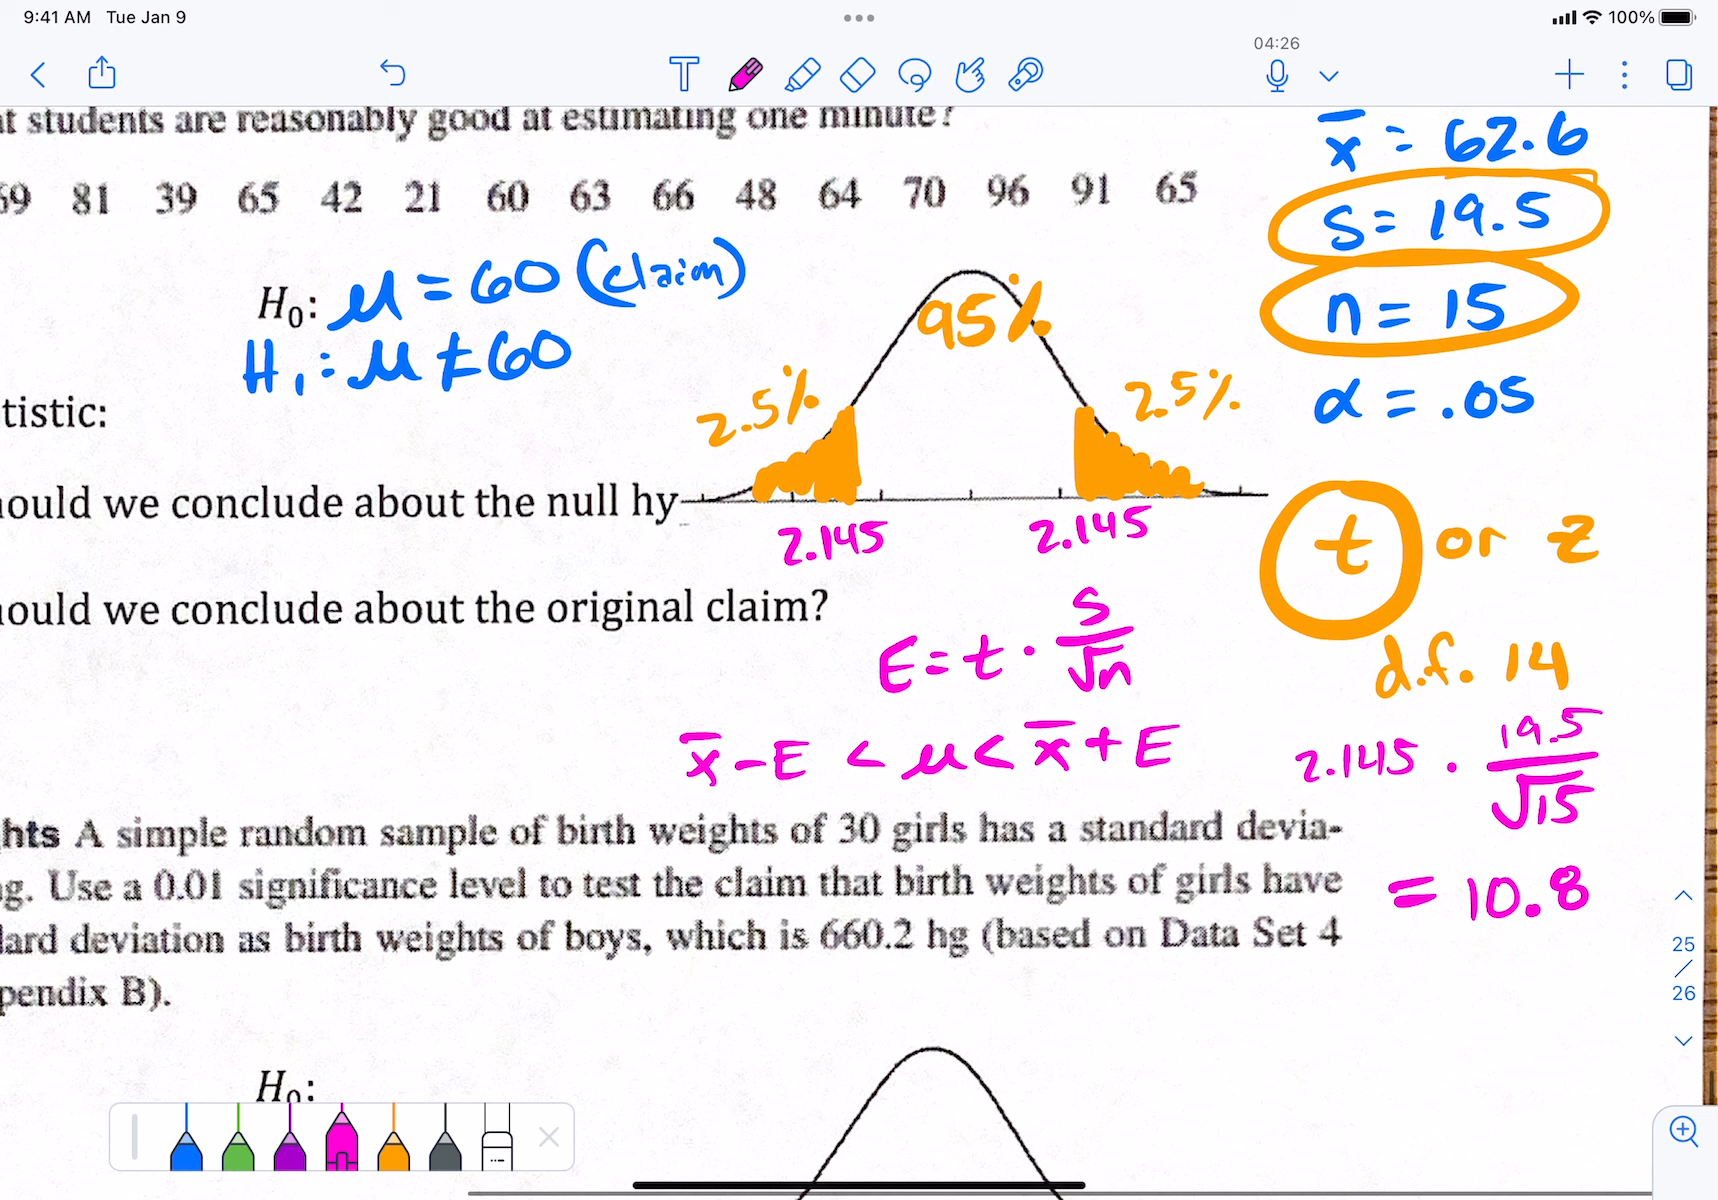 9:41 AM Tue Jan 9
100%
04:26
t students are reasonably good at estimating one minute?
69 81 39 65 42 21 60 63 66 48 64 70 96 91 65
x̄ = 62.6
s = 19.5
n = 15
α = .05
H₀: μ = 60 (claim)
H₁: μ ≠ 60
95%
2.5%
2.5%
tistic:
ould we conclude about the null hy
2.145
2.145
t or z
d.f. 14
ould we conclude about the original claim?
E = t · s/√n
x̄ - E < μ < x̄ + E
2.145 · 19.5/√15
= 10.8
hts A simple random sample of birth weights of 30 girls has a standard devia-
g. Use a 0.01 significance level to test the claim that birth weights of girls have
dard deviation as birth weights of boys, which is 660.2 hg (based on Data Set 4
pendix B).
H₀:
25
/
26